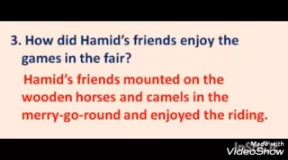 3. How did Hamid's friends enjoy the
games in the fair?
Hamid's friends mounted on the
wooden horses and camels in the
merry-go-round and enjoyed the riding.
Made with
VideoShow